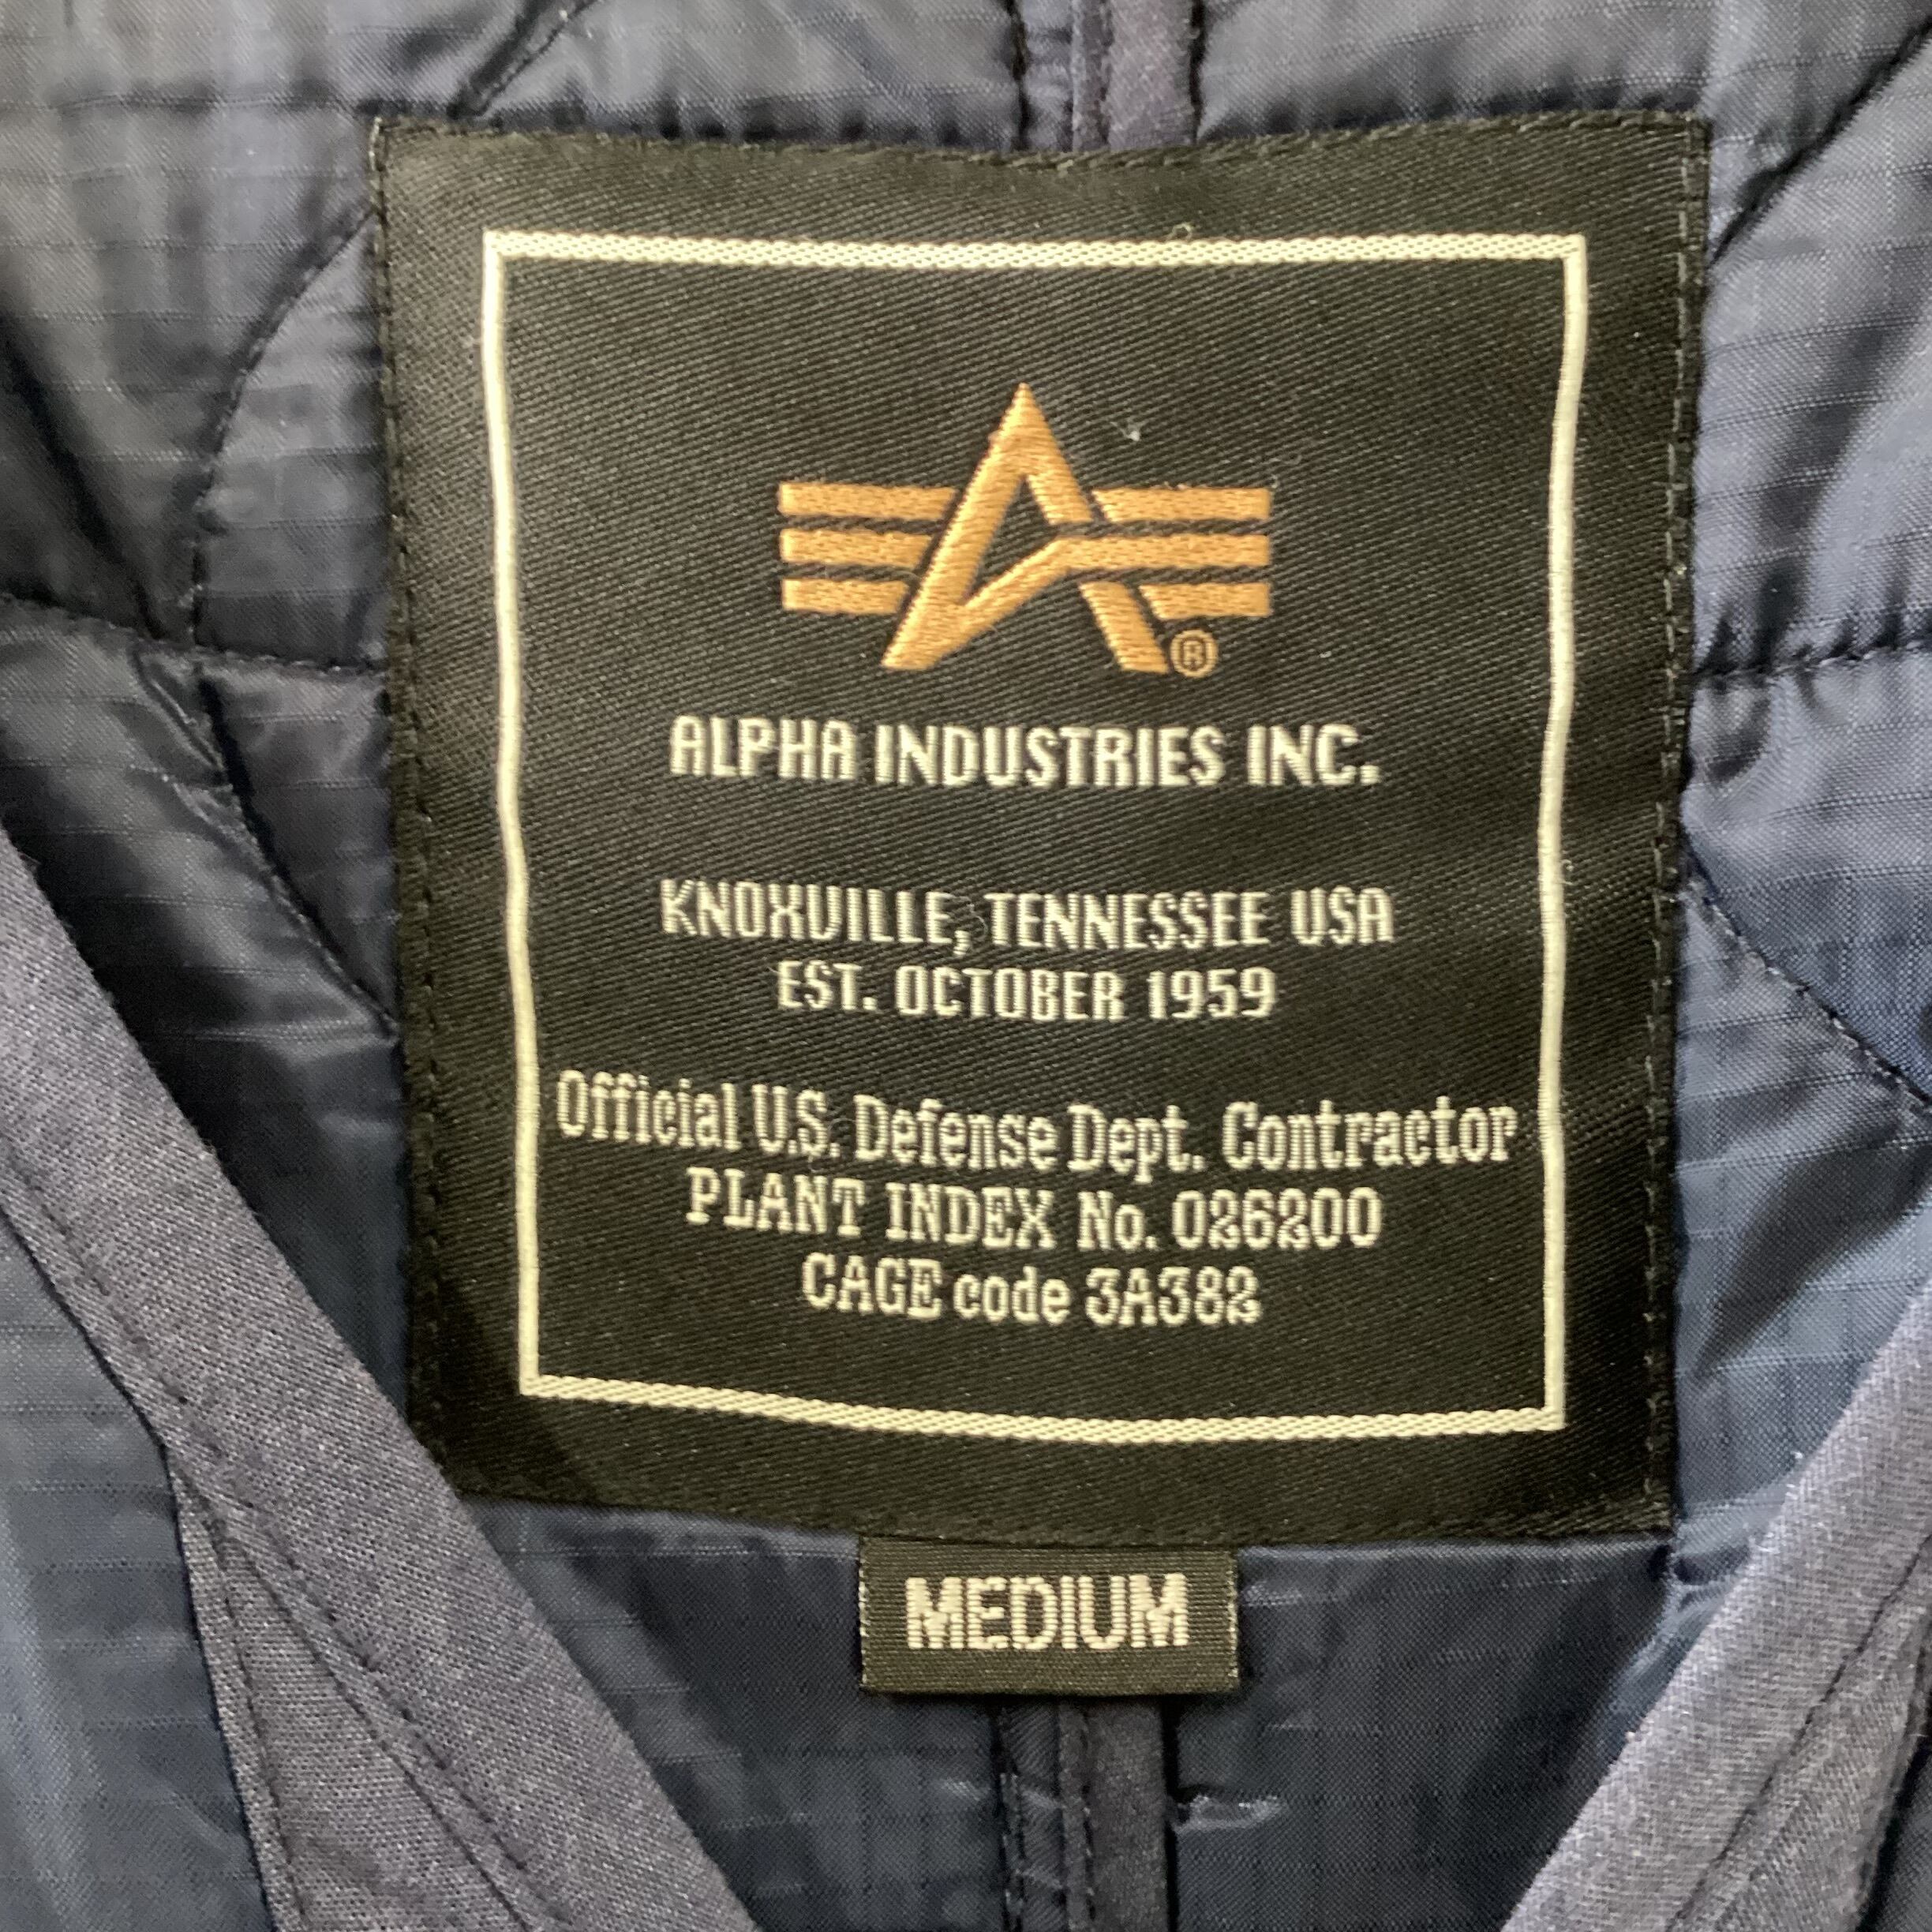 ®
ALPHA INDUSTRIES INC.
KNOXVILLE, TENNESSEE USA
EST. OCTOBER 1959
Official U.S. Defense Dept. Contractor
PLANT INDEX No. 026200
CAGE code 3A382
MEDIUM